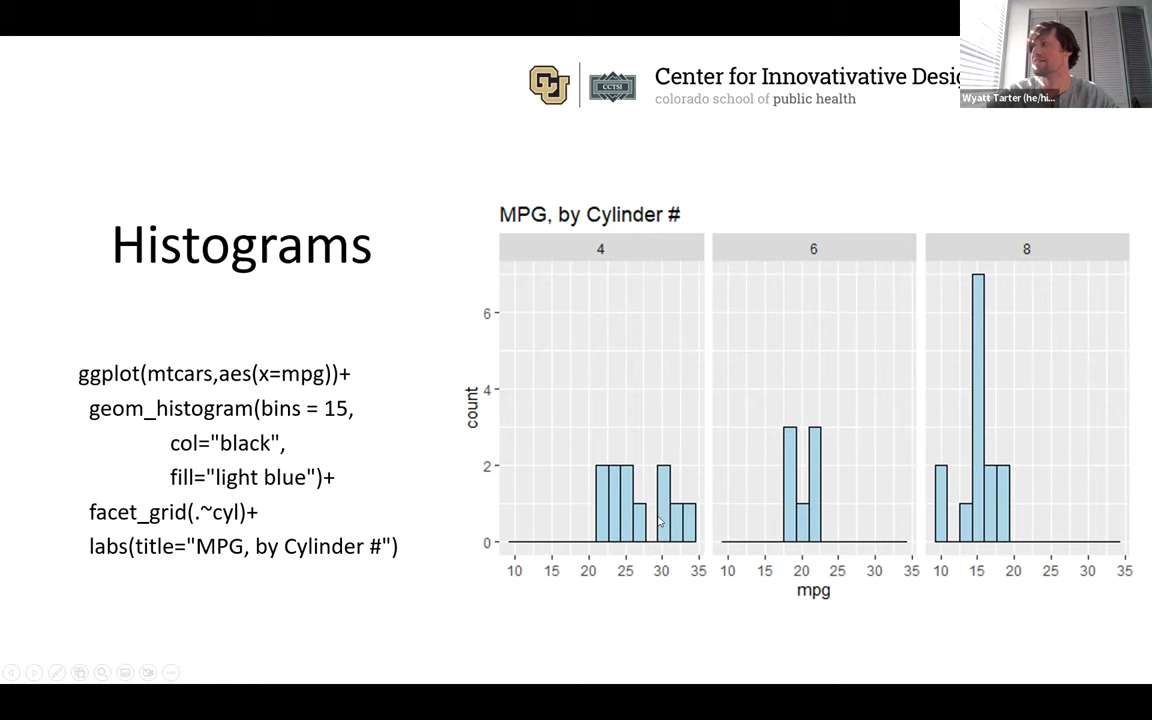 CU
CCTSI
Center for Innovativative Desig
colorado school of public health
Wyatt Tarter (he/hi...
Histograms
ggplot(mtcars,aes(x=mpg))+
geom_histogram(bins = 15,
col="black",
fill="light blue")+
facet_grid(.~cyl)+
labs(title="MPG, by Cylinder #")
MPG, by Cylinder #
4 6 8
6
4
2
0
count
10 15 20 25 30 35 10 15 20 25 30 35 10 15 20 25 30 35
mpg